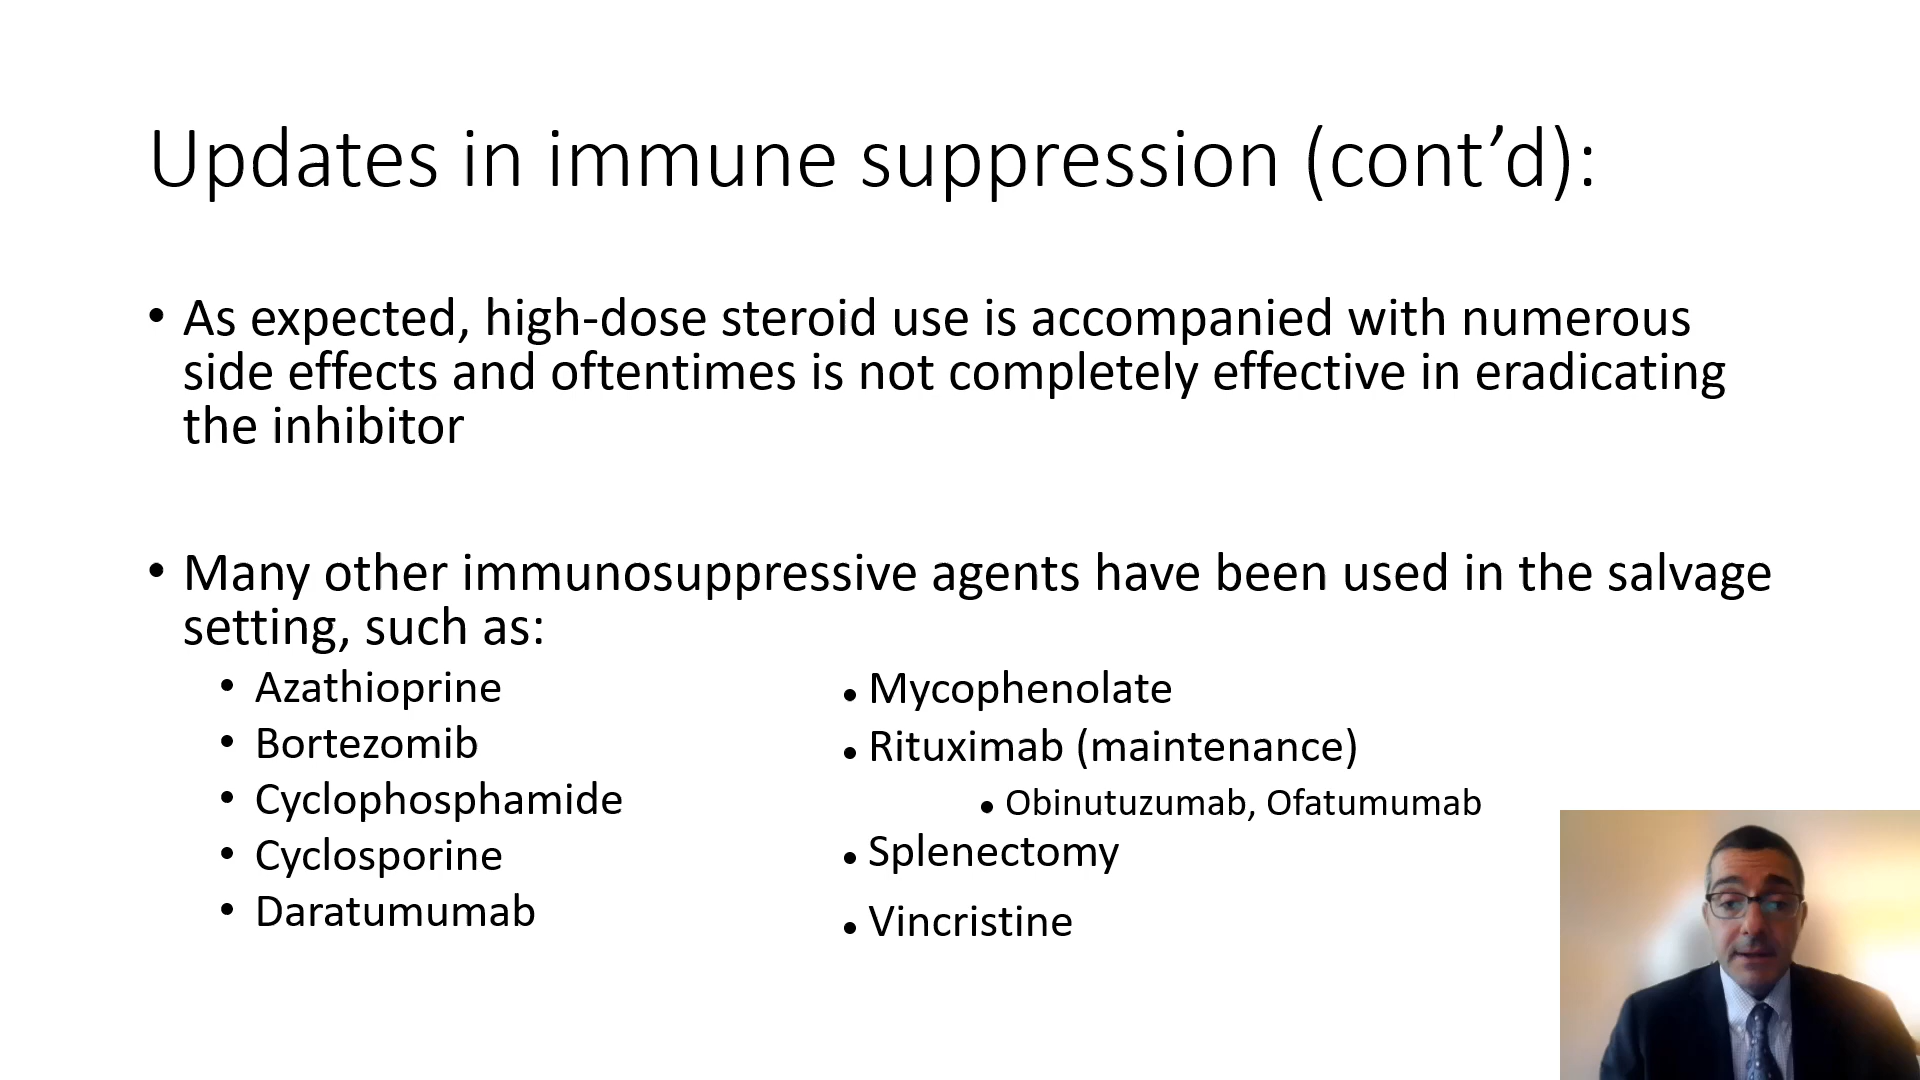 Updates in immune suppression (cont’d):
• As expected, high-dose steroid use is accompanied with numerous
side effects and oftentimes is not completely effective in eradicating
the inhibitor
• Many other immunosuppressive agents have been used in the salvage
setting, such as:
• Azathioprine
• Bortezomib
• Cyclophosphamide
• Cyclosporine
• Daratumumab
• Mycophenolate
• Rituximab (maintenance)
• Obinutuzumab, Ofatumumab
• Splenectomy
• Vincristine